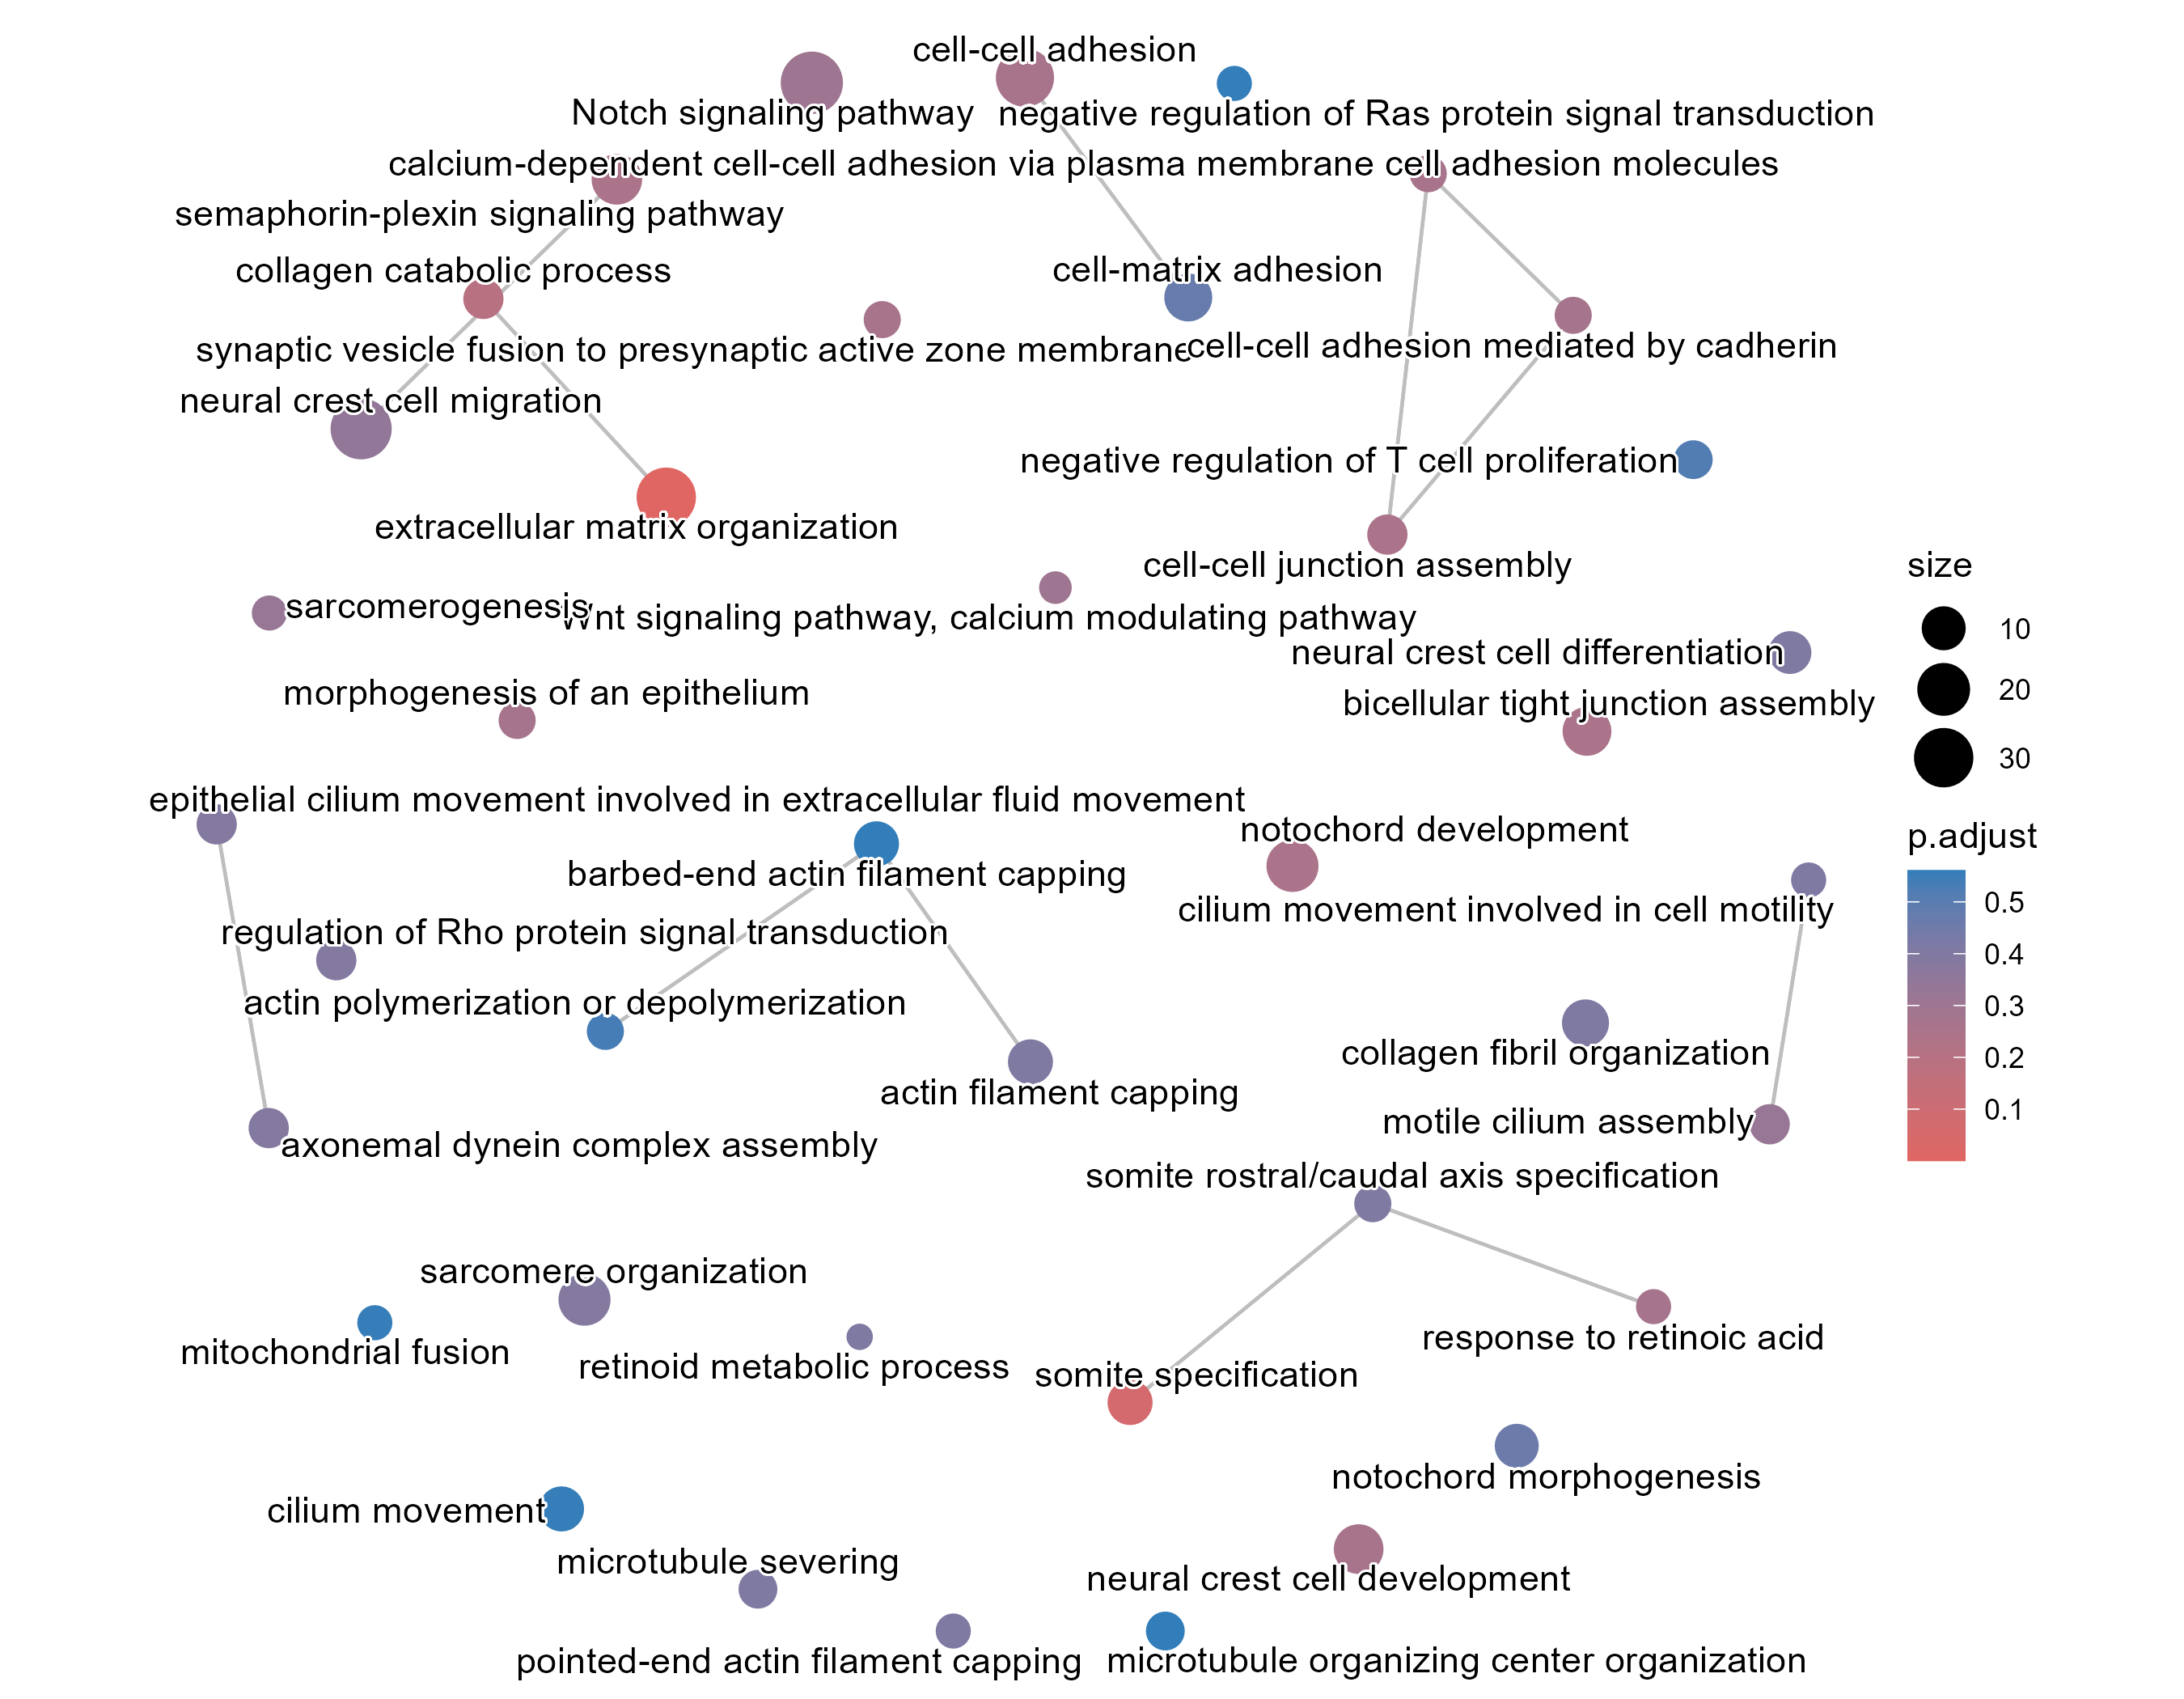 cell-cell adhesion
Notch signaling pathway
negative regulation of Ras protein signal transduction
calcium-dependent cell-cell adhesion via plasma membrane cell adhesion molecules
semaphorin-plexin signaling pathway
collagen catabolic process
cell-matrix adhesion
synaptic vesicle fusion to presynaptic active zone membrane
cell-cell adhesion mediated by cadherin
neural crest cell migration
negative regulation of T cell proliferation
extracellular matrix organization
cell-cell junction assembly
sarcomerogenesis
Wnt signaling pathway, calcium modulating pathway
neural crest cell differentiation
morphogenesis of an epithelium
bicellular tight junction assembly
epithelial cilium movement involved in extracellular fluid movement
notochord development
barbed-end actin filament capping
cilium movement involved in cell motility
regulation of Rho protein signal transduction
actin polymerization or depolymerization
collagen fibril organization
actin filament capping
motile cilium assembly
axonemal dynein complex assembly
somite rostral/caudal axis specification
sarcomere organization
mitochondrial fusion
response to retinoic acid
retinoid metabolic process
somite specification
notochord morphogenesis
cilium movement
microtubule severing
neural crest cell development
pointed-end actin filament capping
microtubule organizing center organization
size
10
20
30
p.adjust
0.5
0.4
0.3
0.2
0.1